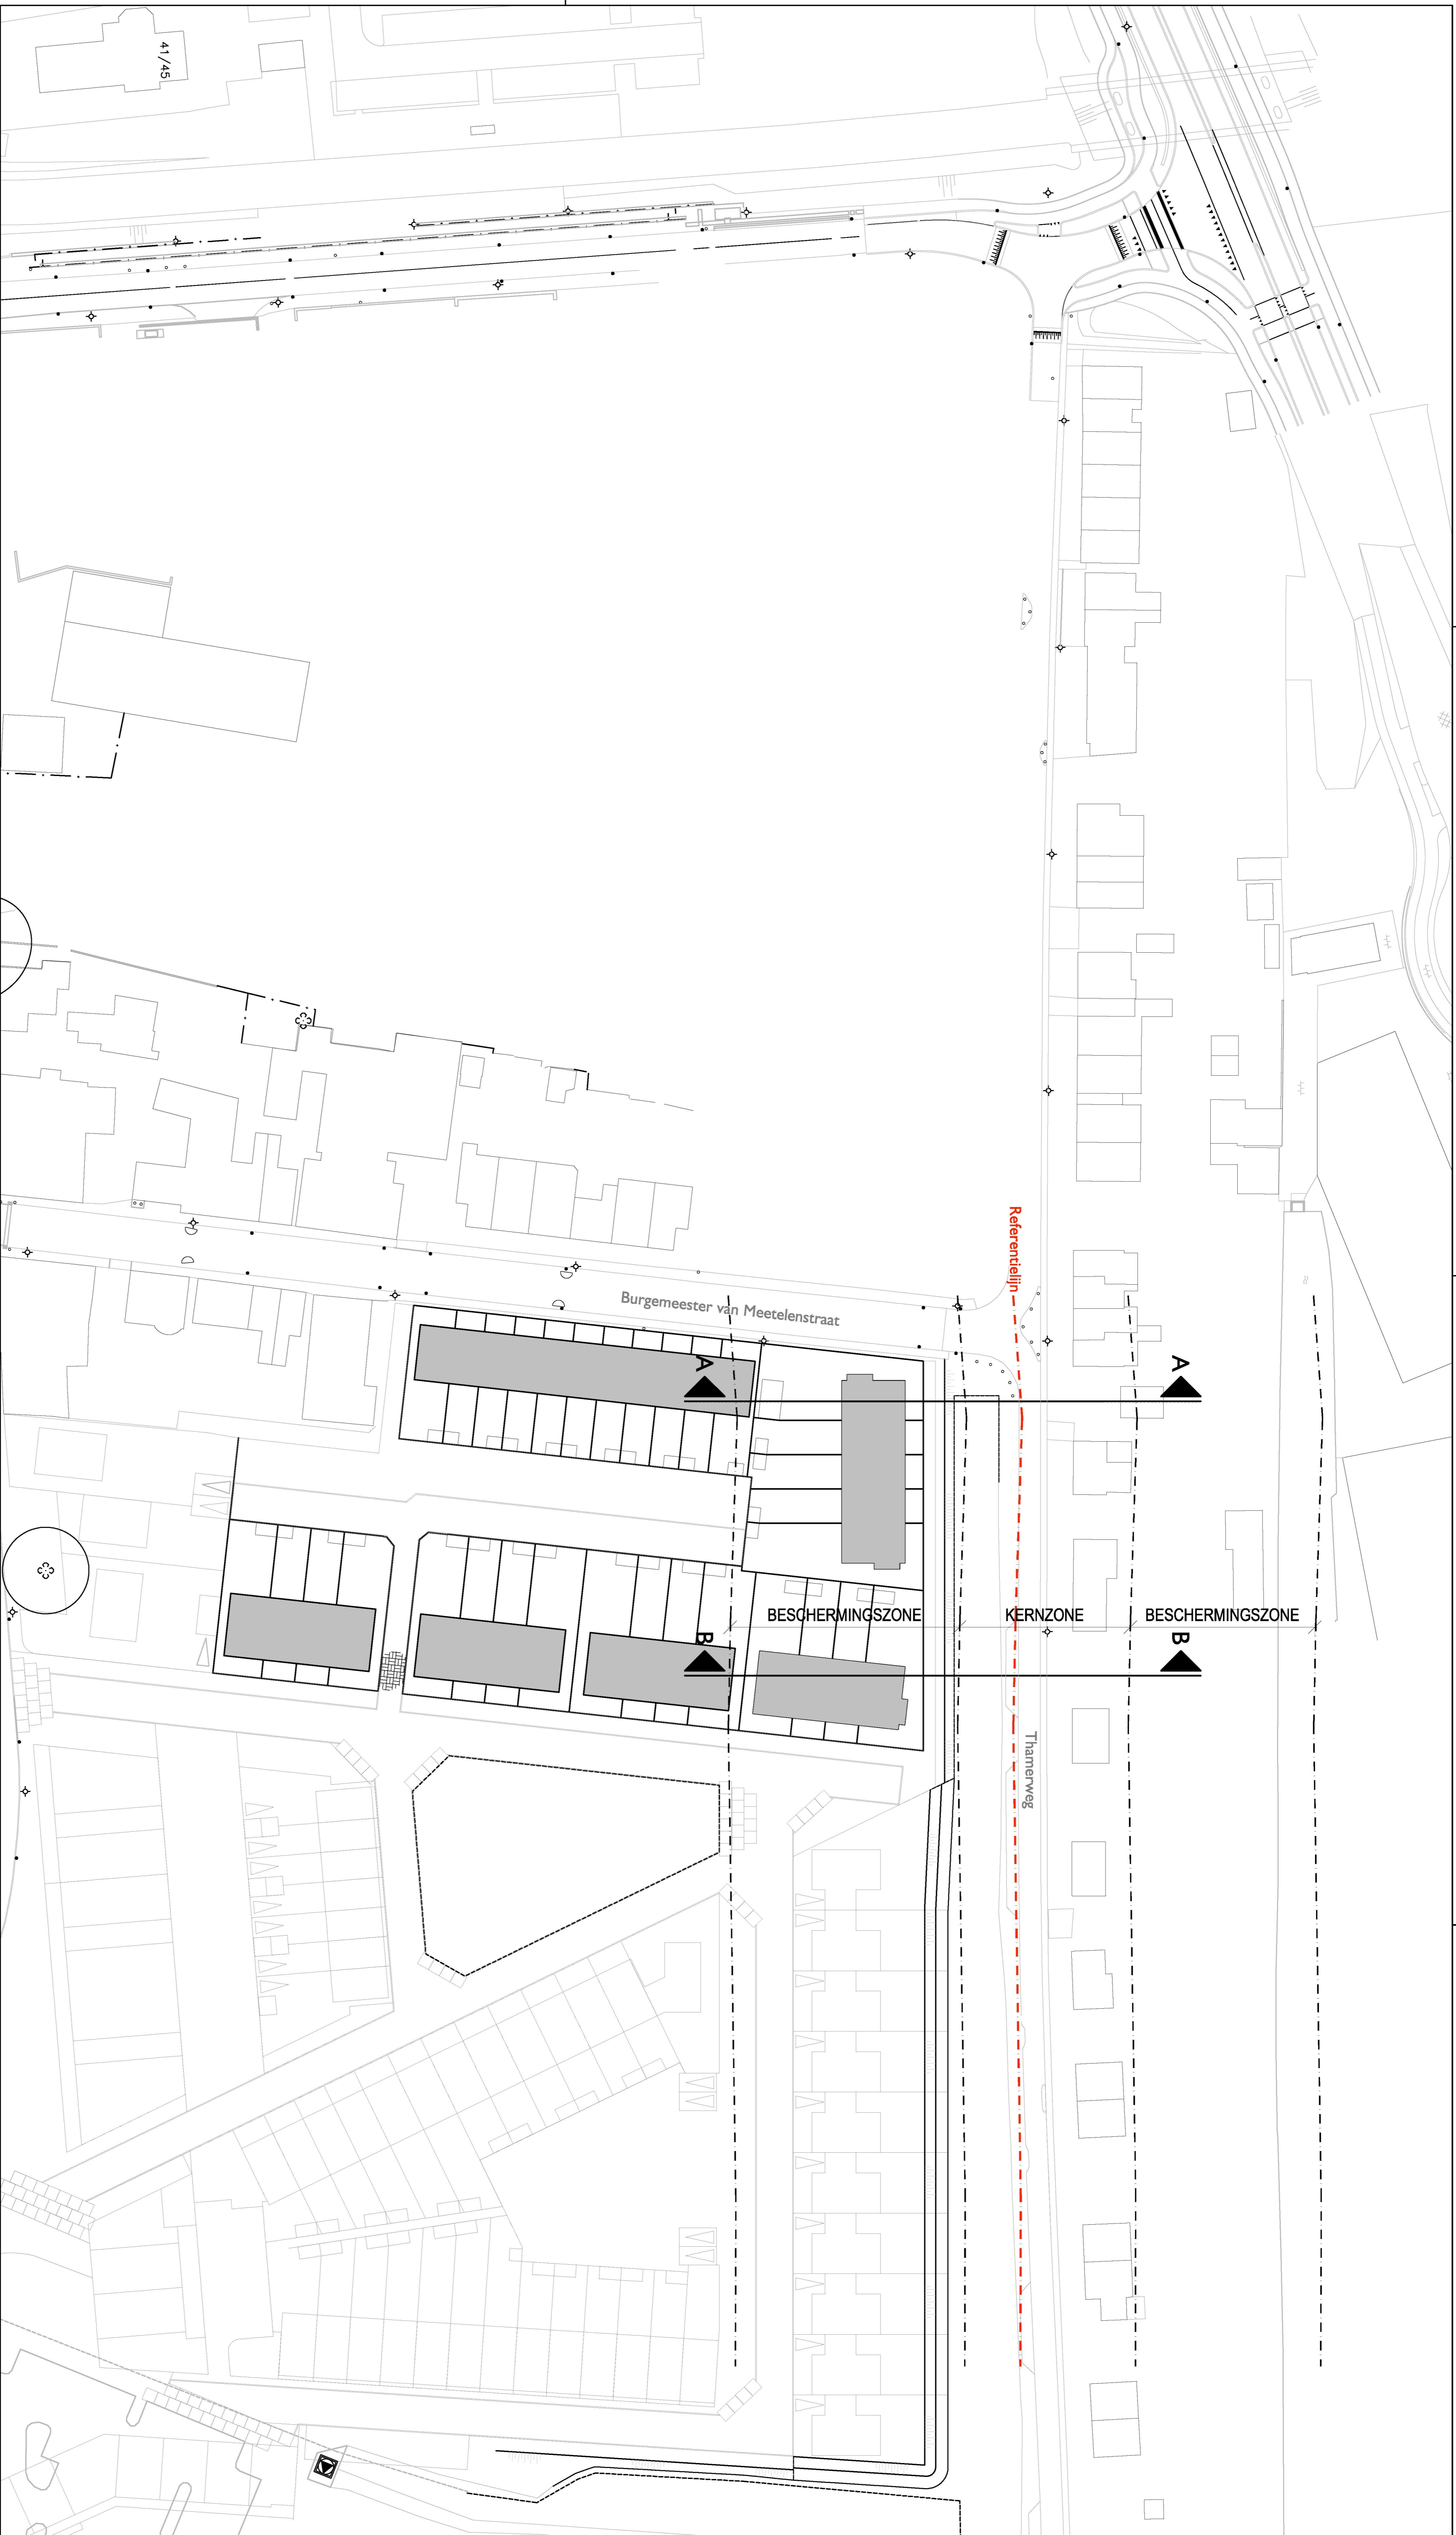 41/45
Referentielijn
Burgemeester van Meetelenstraat
A A
BESCHERMINGSZONE KERNZONE BESCHERMINGSZONE
B B
Thamerweg